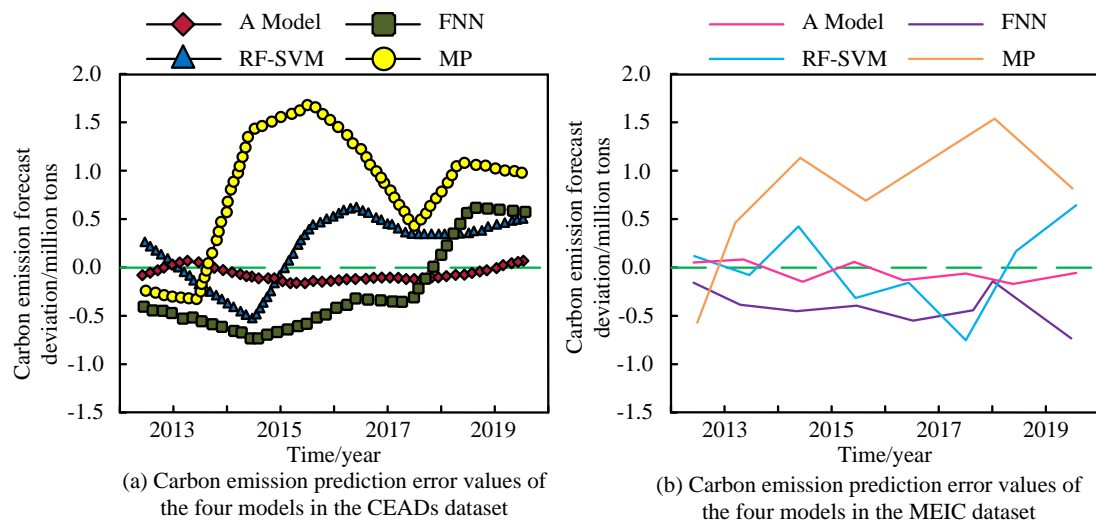 A Model
FNN
RF-SVM
MP
2.0
1.5
1.0
0.5
0.0
-0.5
-1.0
-1.5
Carbon emission forecast
deviation/million tons
2013
2015
2017
2019
Time/year
(a) Carbon emission prediction error values of
the four models in the CEADs dataset
A Model
FNN
RF-SVM
MP
2.0
1.5
1.0
0.5
0.0
-0.5
-1.0
-1.5
Carbon emission forecast
deviation/million tons
2013
2015
2017
2019
Time/year
(b) Carbon emission prediction error values of
the four models in the MEIC dataset